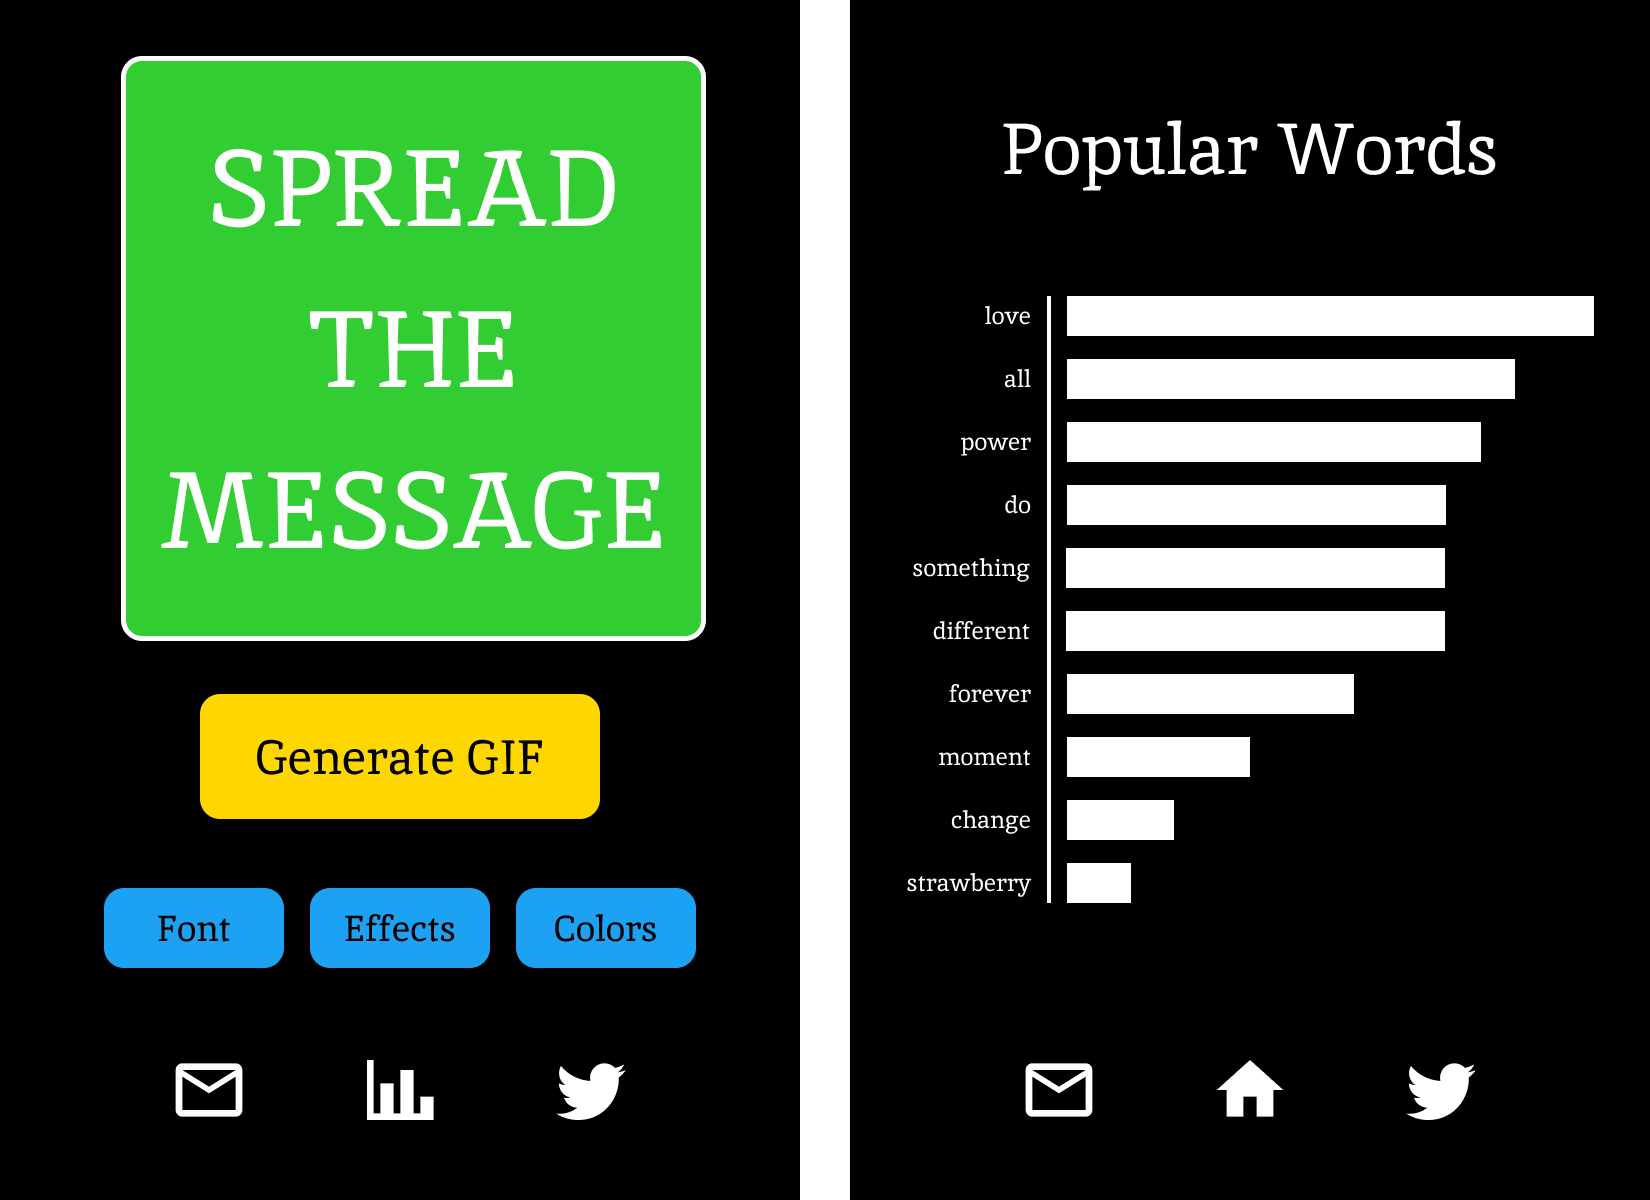 SPREAD
THE
MESSAGE
Generate GIF
Font
Effects
Colors
Popular Words
love
all
power
do
something
different
forever
moment
change
strawberry